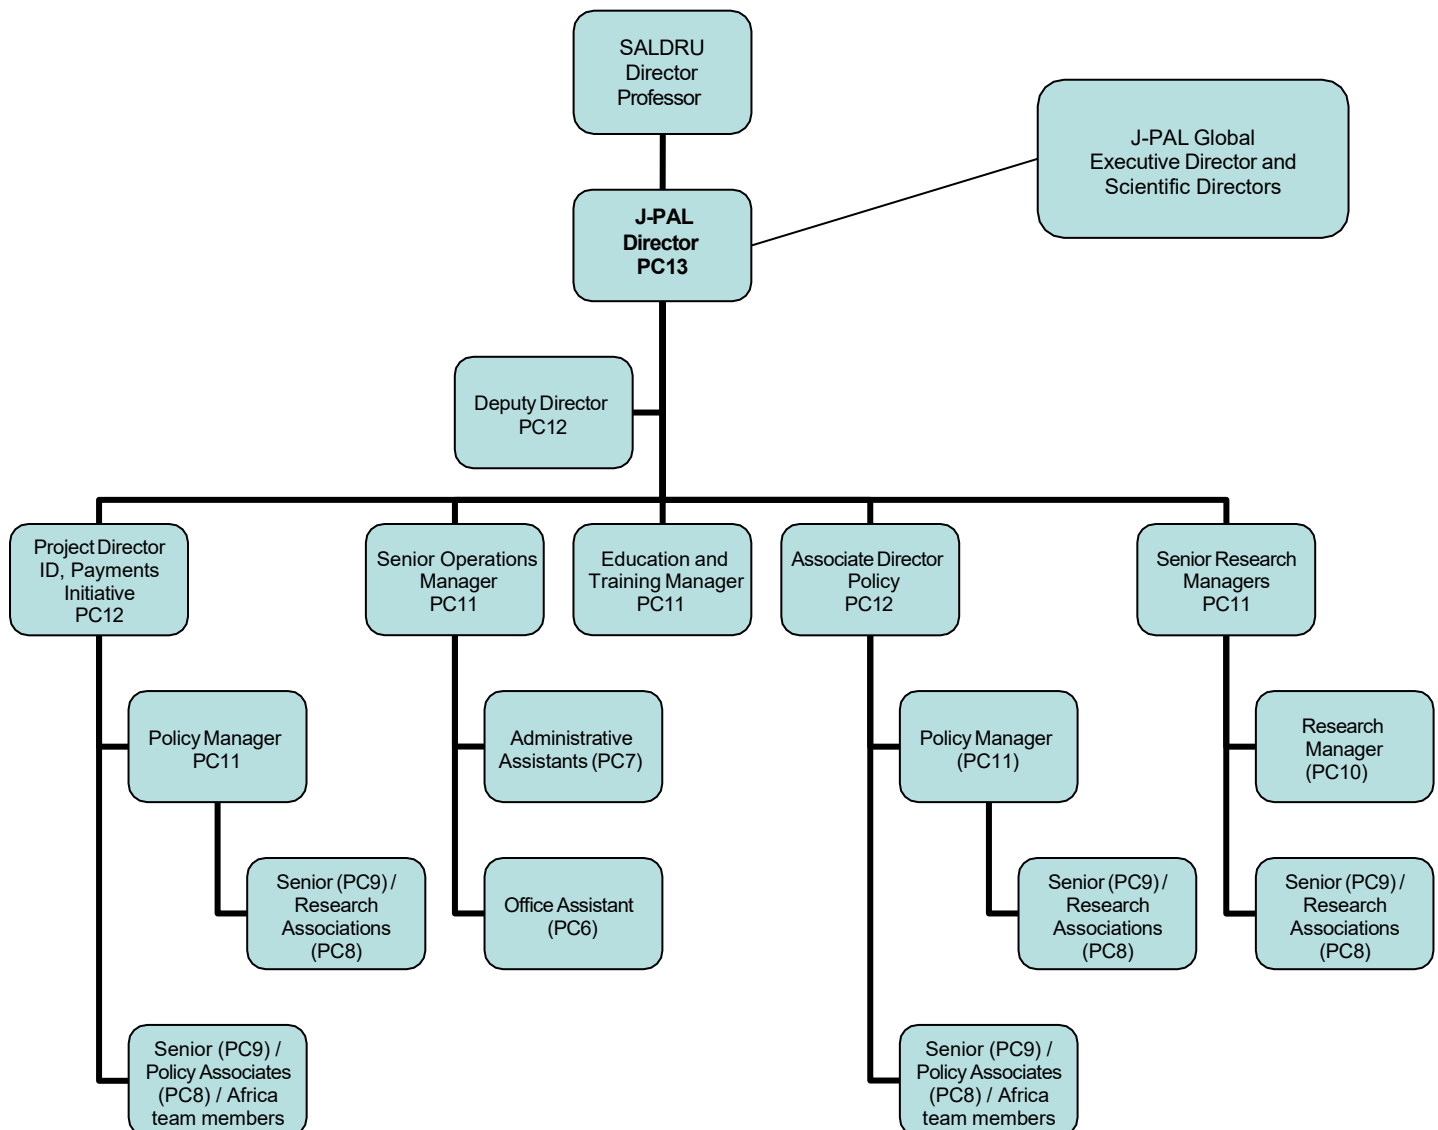 SALDRU
Director
Professor
J-PAL Global
Executive Director and
Scientific Directors
J-PAL
Director
PC13
Deputy Director
PC12
Project Director
ID, Payments
Initiative
PC12
Senior Operations
Manager
PC11
Education and
Training Manager
PC11
Associate Director
Policy
PC12
Senior Research
Managers
PC11
Policy Manager
PC11
Administrative
Assistants (PC7)
Policy Manager
(PC11)
Research
Manager
(PC10)
Senior (PC9) /
Research
Associations
(PC8)
Office Assistant
(PC6)
Senior (PC9) /
Research
Associations
(PC8)
Senior (PC9) /
Research
Associations
(PC8)
Senior (PC9) /
Policy Associates
(PC8) / Africa
team members
Senior (PC9) /
Policy Associates
(PC8) / Africa
team members